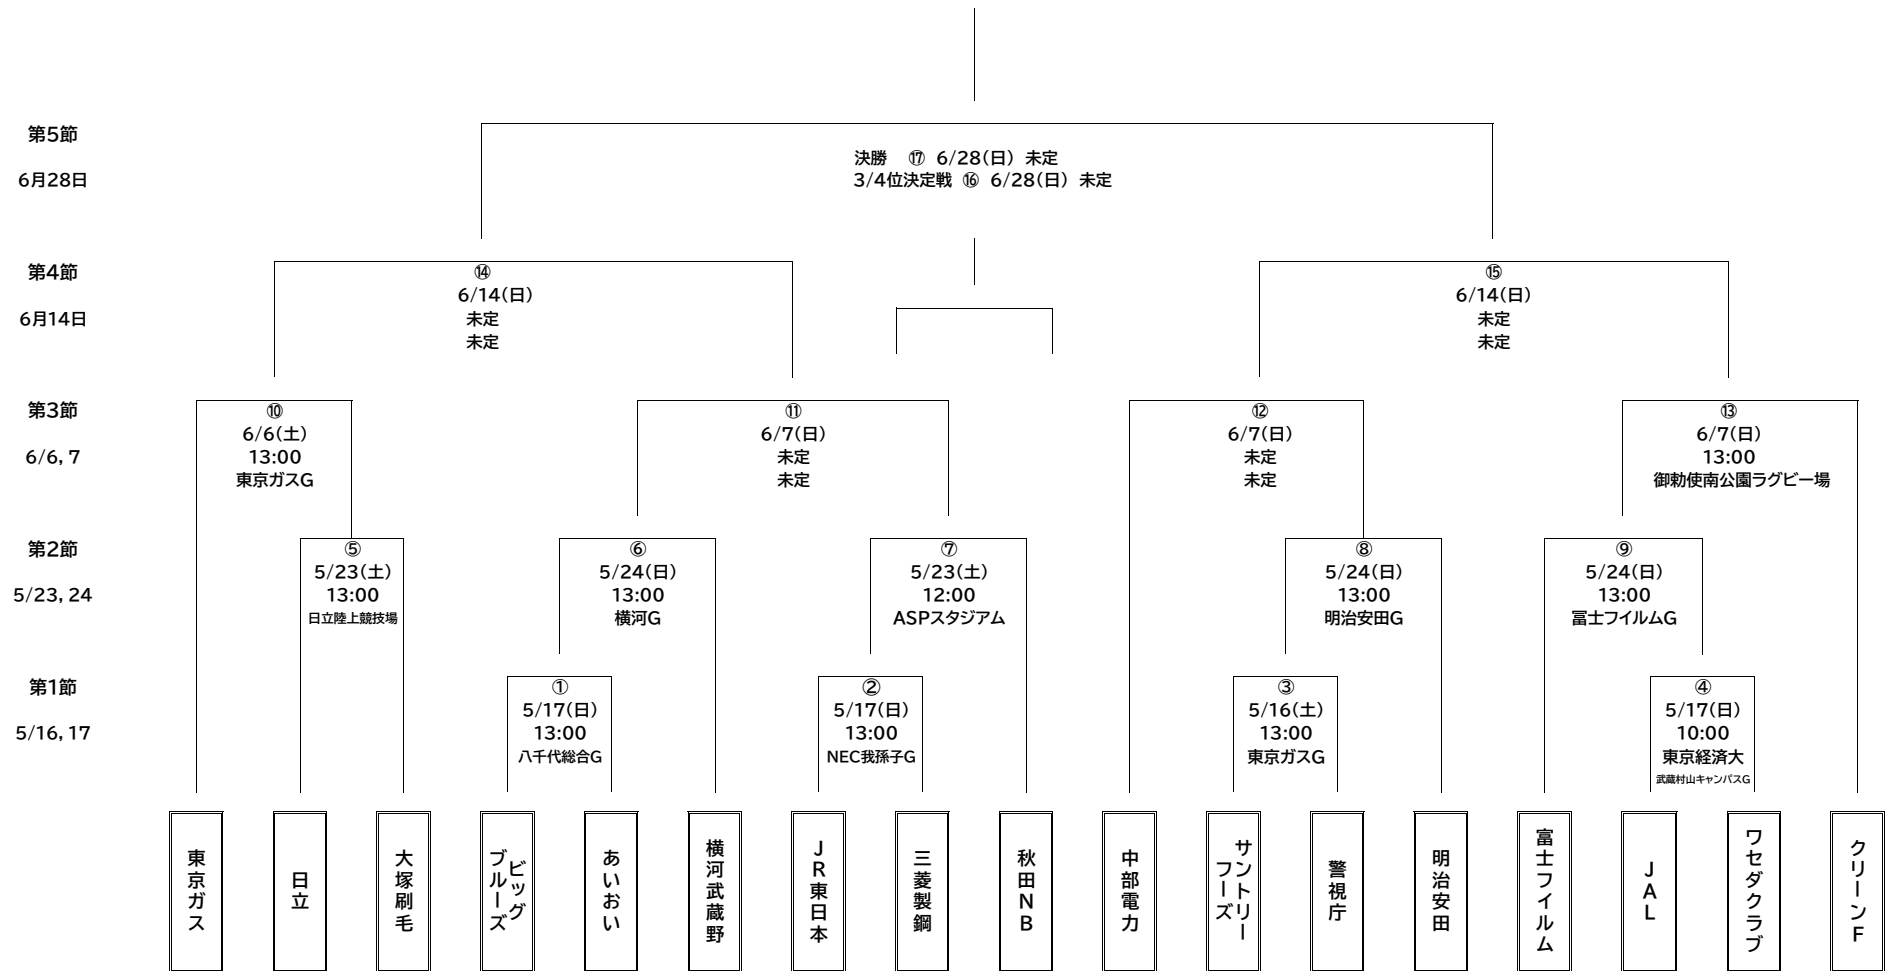 第5節
6月28日
決勝　⑰ 6/28(日) 未定
3/4位決定戦 ⑯ 6/28(日) 未定
第4節
6月14日
⑭
6/14(日)
未定
未定
⑮
6/14(日)
未定
未定
第3節
6/6, 7
⑩
6/6(土)
13:00
東京ガスG
⑪
6/7(日)
未定
未定
⑫
6/7(日)
未定
未定
⑬
6/7(日)
13:00
御勅使南公園ラグビー場
第2節
5/23, 24
⑤
5/23(土)
13:00
日立陸上競技場
⑥
5/24(日)
13:00
横河G
⑦
5/23(土)
12:00
ASPスタジアム
⑧
5/24(日)
13:00
明治安田G
⑨
5/24(日)
13:00
冨士フイルムG
第1節
5/16, 17
①
5/17(日)
13:00
八千代総合G
②
5/17(日)
13:00
NEC我孫子G
③
5/16(土)
13:00
東京ガスG
④
5/17(日)
10:00
東京経済大
武蔵村山キャンパスG
東京ガス
日立
大塚刷毛
ビッグ
ブルーズ
あいおい
横河武蔵野
JR東日本
三菱製鋼
秋田NB
中部電力
サントリー
フーズ
警視庁
明治安田
富士フイルム
JAL
ワセダクラブ
クリーンF